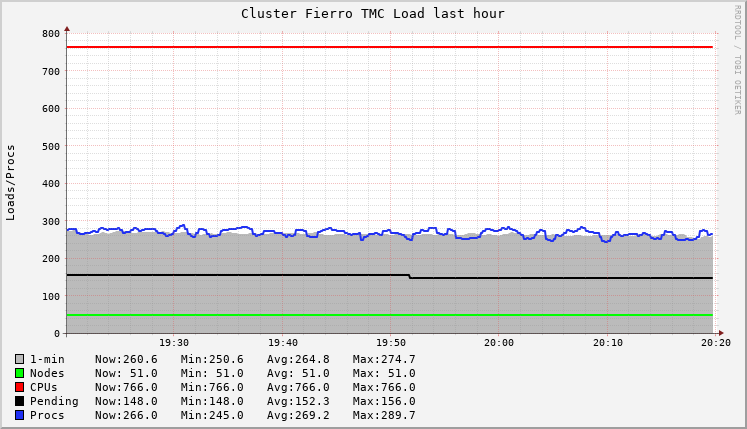 Cluster Fierro TMC Load last hour
RRDTOOL / TOBI OETIKER
Loads/Procs
800
700
600
500
400
300
200
100
0
19:30 19:40 19:50 20:00 20:10 20:20
1-min Now:260.6 Min:250.6 Avg:264.8 Max:274.7
Nodes Now: 51.0 Min: 51.0 Avg: 51.0 Max: 51.0
CPUs Now:766.0 Min:766.0 Avg:766.0 Max:766.0
Pending Now:148.0 Min:148.0 Avg:152.3 Max:156.0
Procs Now:266.0 Min:245.0 Avg:269.2 Max:289.7